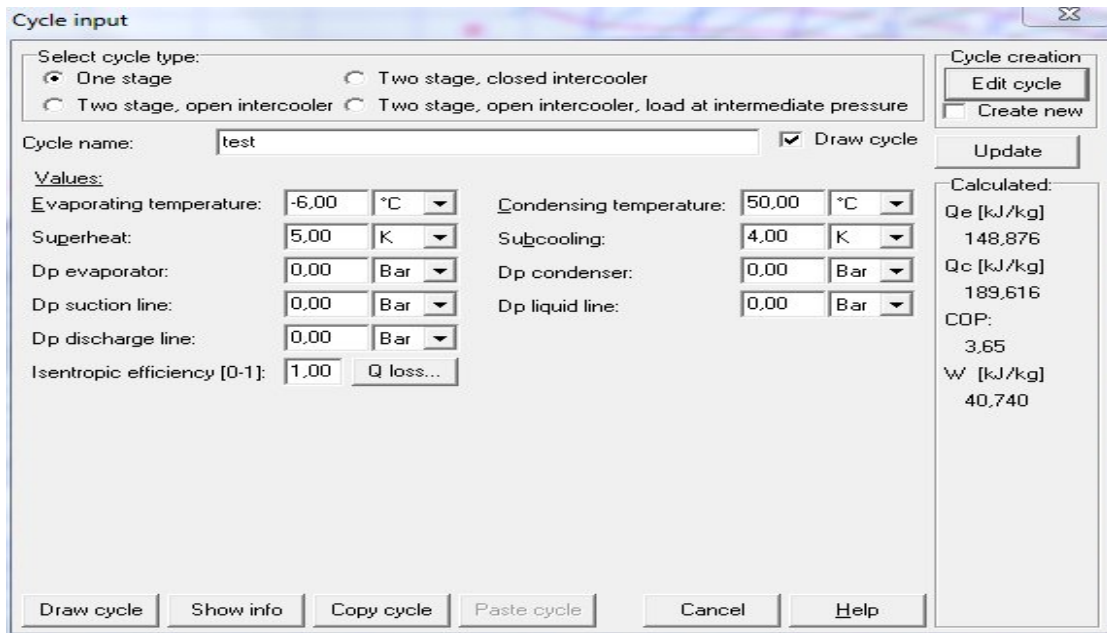 Cycle input
Select cycle type:
One stage
Two stage, closed intercooler
Two stage, open intercooler
Two stage, open intercooler, load at intermediate pressure
Cycle creation
Edit cycle
Create new
Cycle name:
test
Draw cycle
Update
Values:
Evaporating temperature:
-6,00
°C
Condensing temperature:
50,00
°C
Superheat:
5,00
K
Subcooling:
4,00
K
Dp evaporator:
0,00
Bar
Dp condenser:
0,00
Bar
Dp suction line:
0,00
Bar
Dp liquid line:
0,00
Bar
Dp discharge line:
0,00
Bar
Isentropic efficiency [0-1]:
1,00
Q loss...
Calculated:
Qe [kJ/kg]
148,876
Qc [kJ/kg]
189,616
COP:
3,65
W [kJ/kg]
40,740
Draw cycle
Show info
Copy cycle
Paste cycle
Cancel
Help